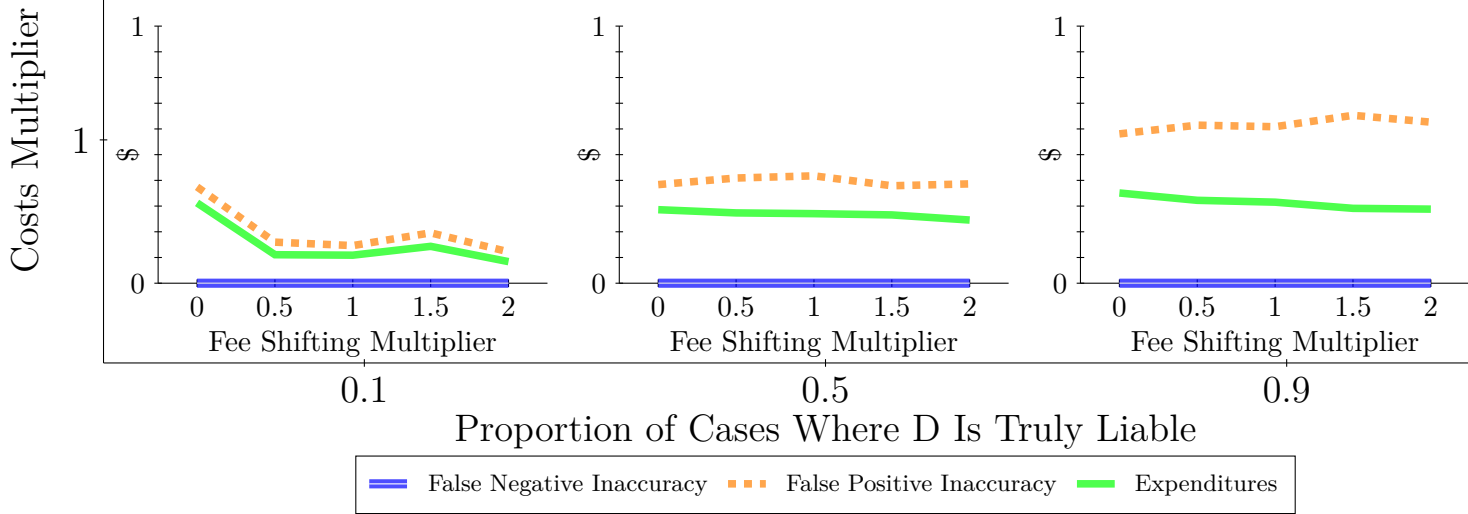 Costs Multiplier
1
1
$
0
0 0.5 1 1.5 2
Fee Shifting Multiplier
1
$
0
0 0.5 1 1.5 2
Fee Shifting Multiplier
1
$
0
0 0.5 1 1.5 2
Fee Shifting Multiplier
0.1 0.5 0.9
Proportion of Cases Where D Is Truly Liable
False Negative Inaccuracy False Positive Inaccuracy Expenditures